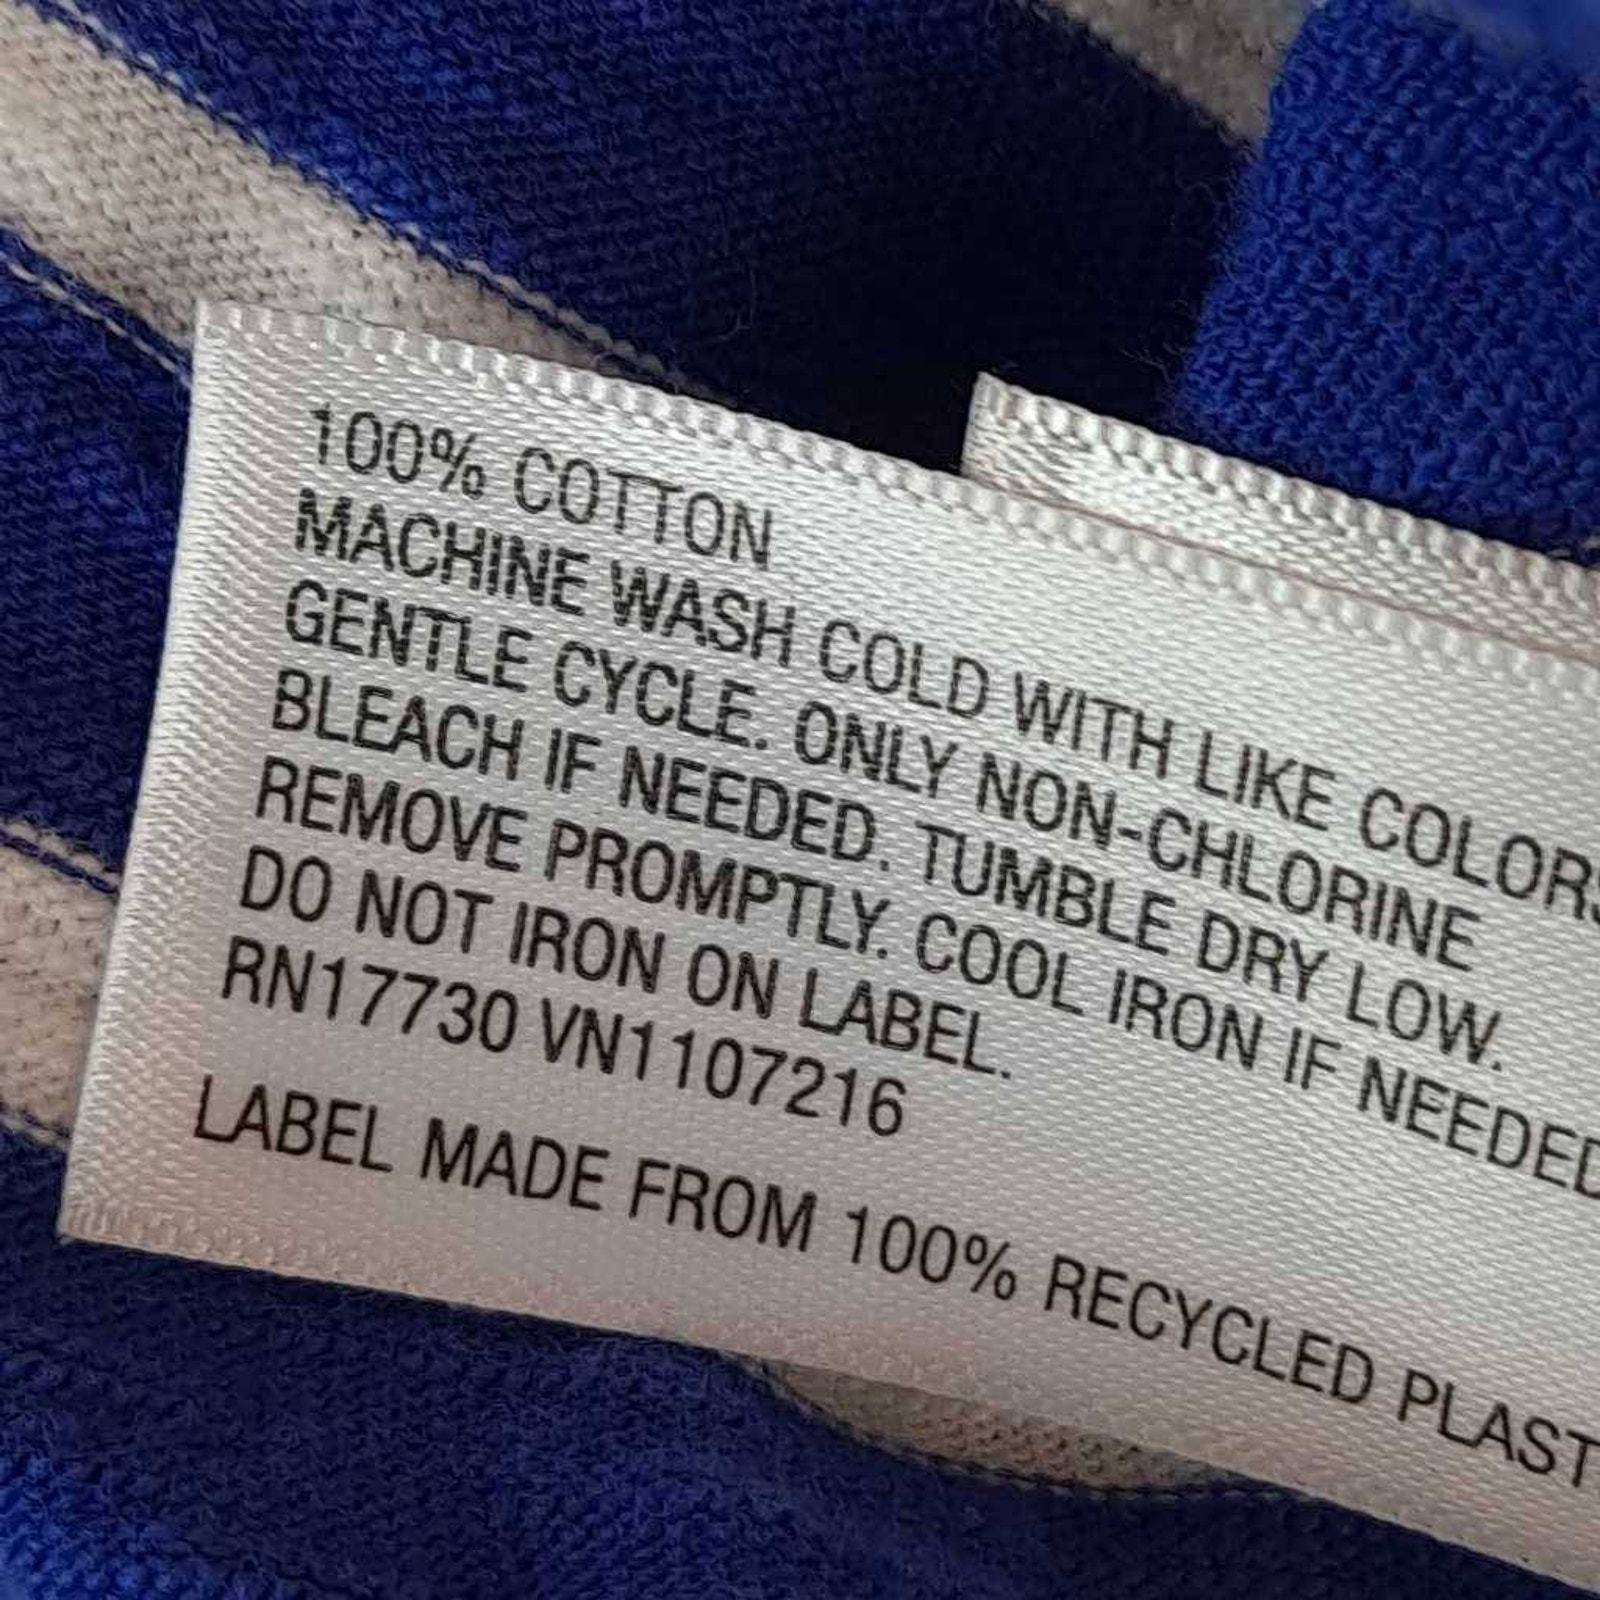 100% COTTON
MACHINE WASH COLD WITH LIKE COLORS
GENTLE CYCLE. ONLY NON-CHLORINE
BLEACH IF NEEDED. TUMBLE DRY LOW.
REMOVE PROMPTLY. COOL IRON IF NEEDED
DO NOT IRON ON LABEL.
RN17730 VN1107216
LABEL MADE FROM 100% RECYCLED PLAST